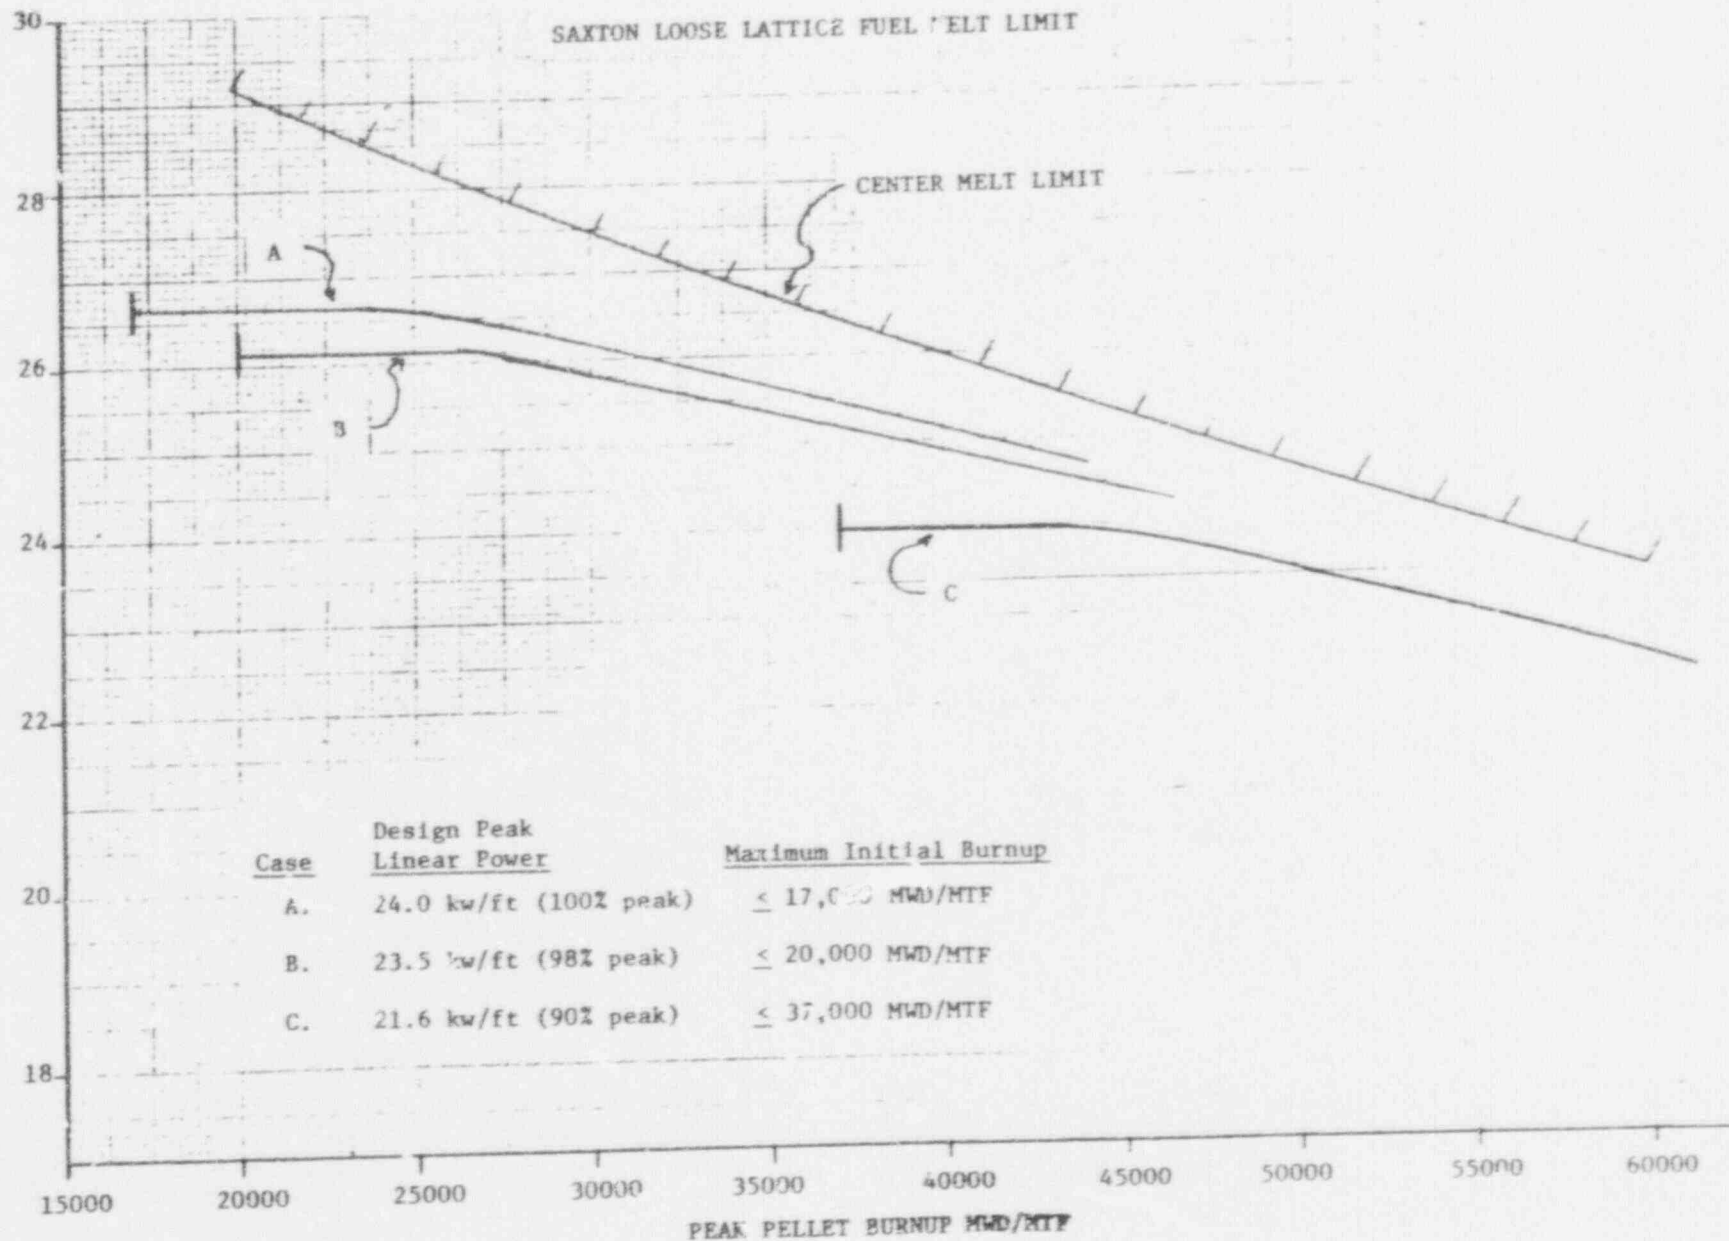 SAXTON LOOSE LATTICE FUEL ELT LIMIT
30
28
26
24
22
20
18
CENTER MELT LIMIT
A
B
C
Design Peak
Case Linear Power Maximum Initial Burnup
A. 24.0 kw/ft (100% peak) ≤ MWD/MTF
B. 23.5 kw/ft (98% peak) ≤ 20,000 MWD/MTF
C. 21.6 kw/ft (90% peak) ≤ 37,000 MWD/MTF
15000 20000 25000 30000 35000 40000 45000 50000 55000 60000
PEAK PELLET BURNUP MWD/MTF